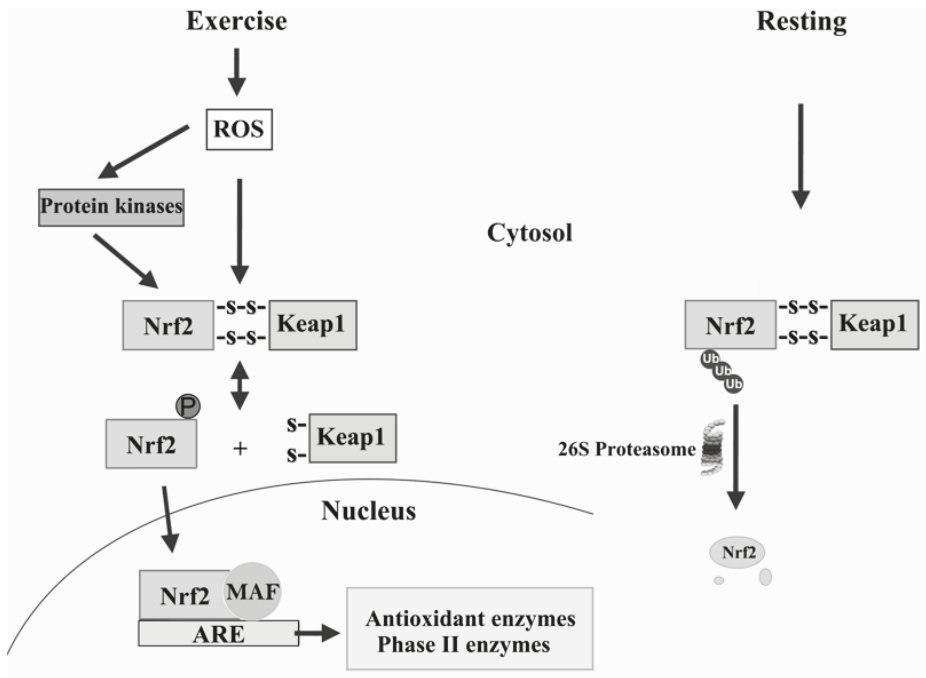 Exercise
Resting
ROS
Protein kinases
Cytosol
Nrf2
-s-s-
-s-s-
Keap1
Nrf2
-s-s-
-s-s-
Keap1
Ub
Ub
Ub
P
Nrf2
+
s-
s-
Keap1
26S Proteasome
Nucleus
Nrf2
Nrf2
MAF
ARE
Antioxidant enzymes
Phase II enzymes